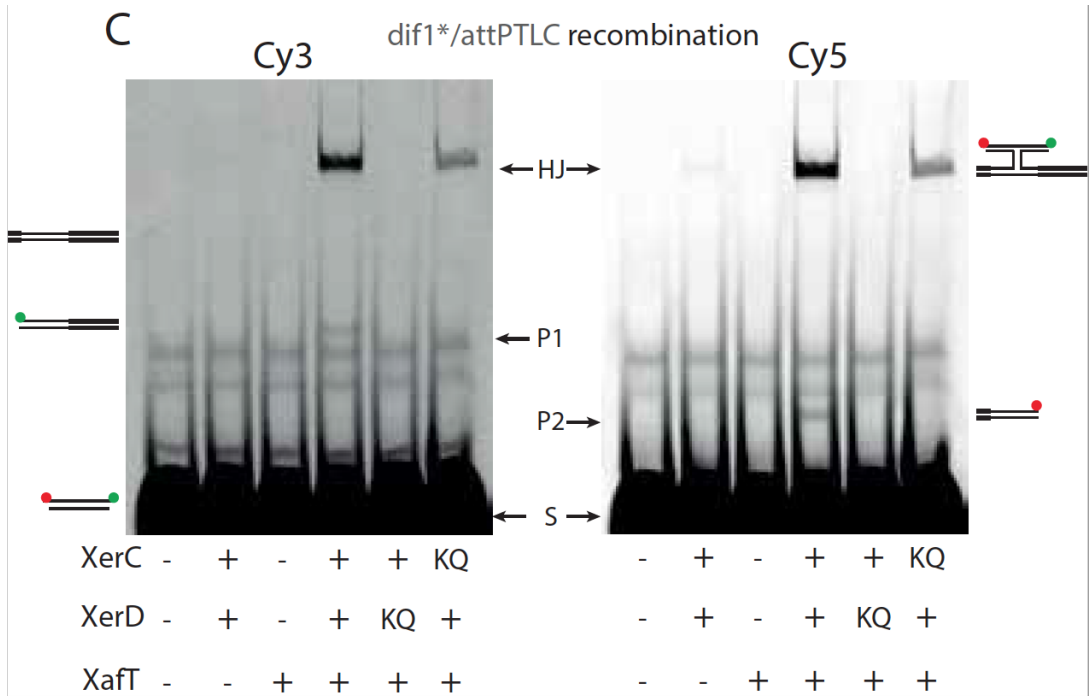 C
dif1*/attPTLC recombination
Cy3 Cy5
HJ
P1
P2
S
XerC - + - + + KQ - + - + + KQ
XerD - + - + KQ + - + - + KQ +
XafT - - + + + + - - + + + +